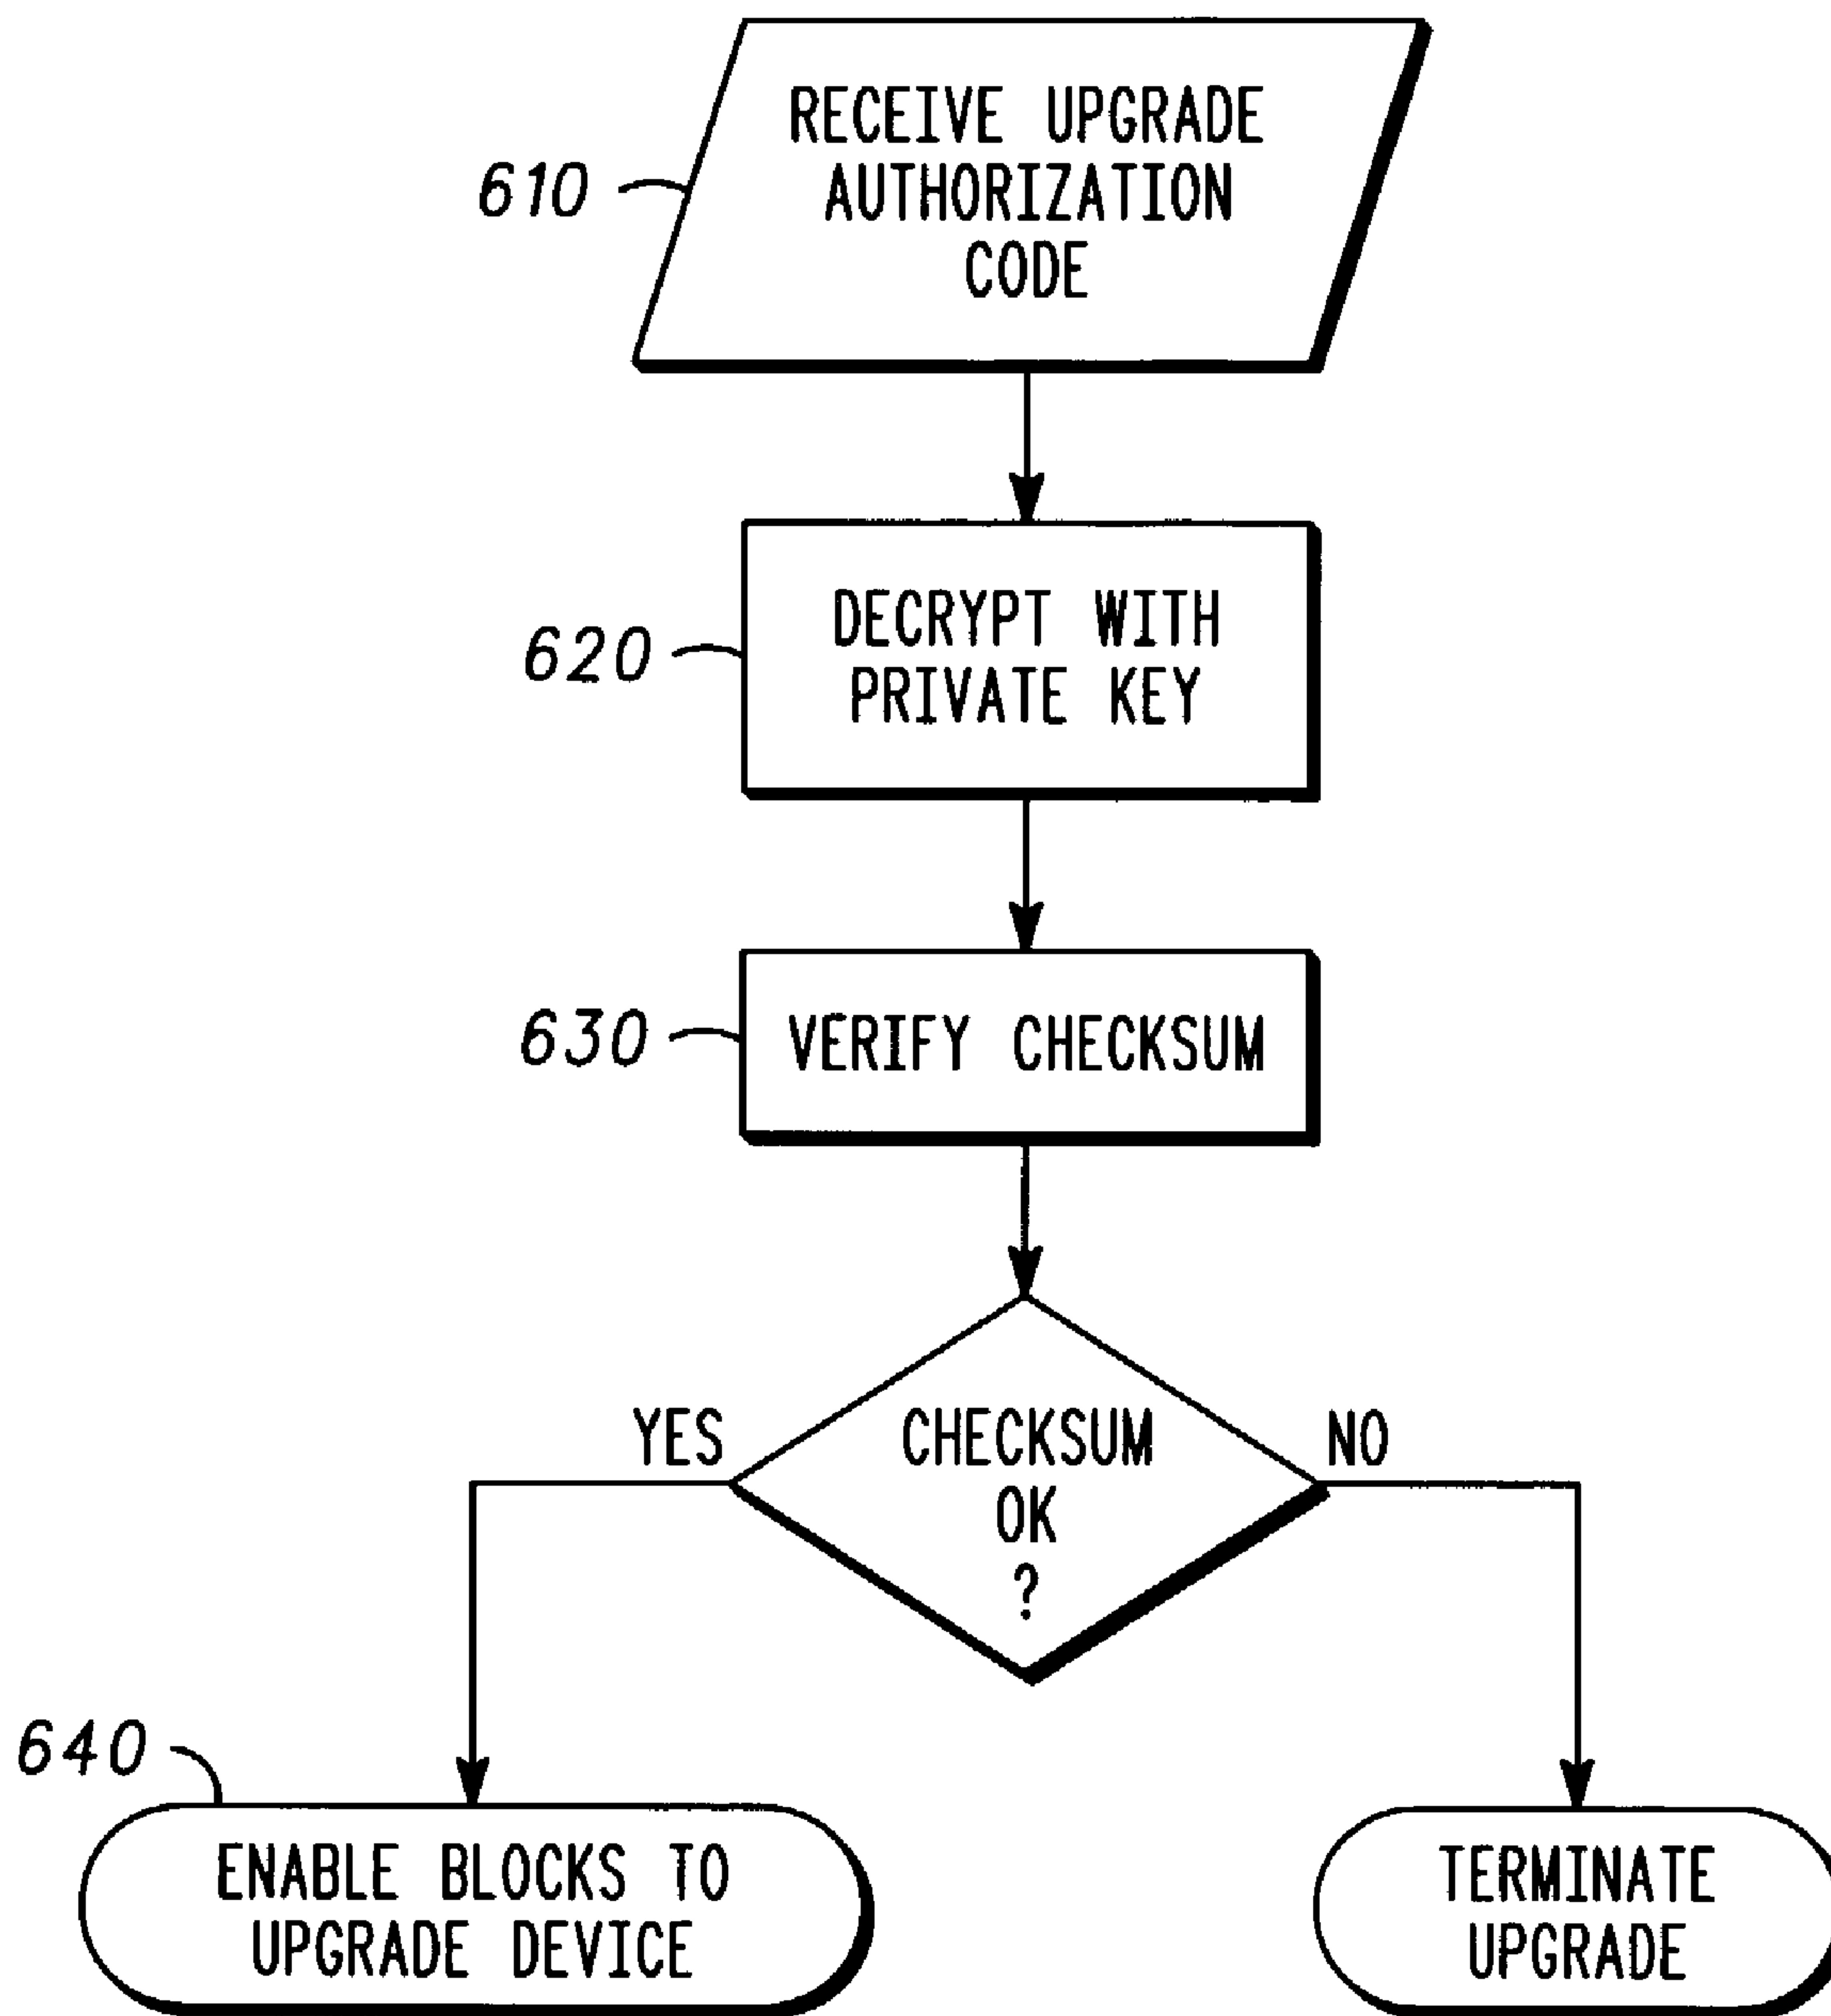 RECEIVE UPGRADE
AUTHORIZATION
CODE
610
DECRYPT WITH
PRIVATE KEY
620
VERIFY CHECKSUM
630
YES
CHECKSUM
OK
?
NO
640
ENABLE BLOCKS TO
UPGRADE DEVICE
TERMINATE
UPGRADE